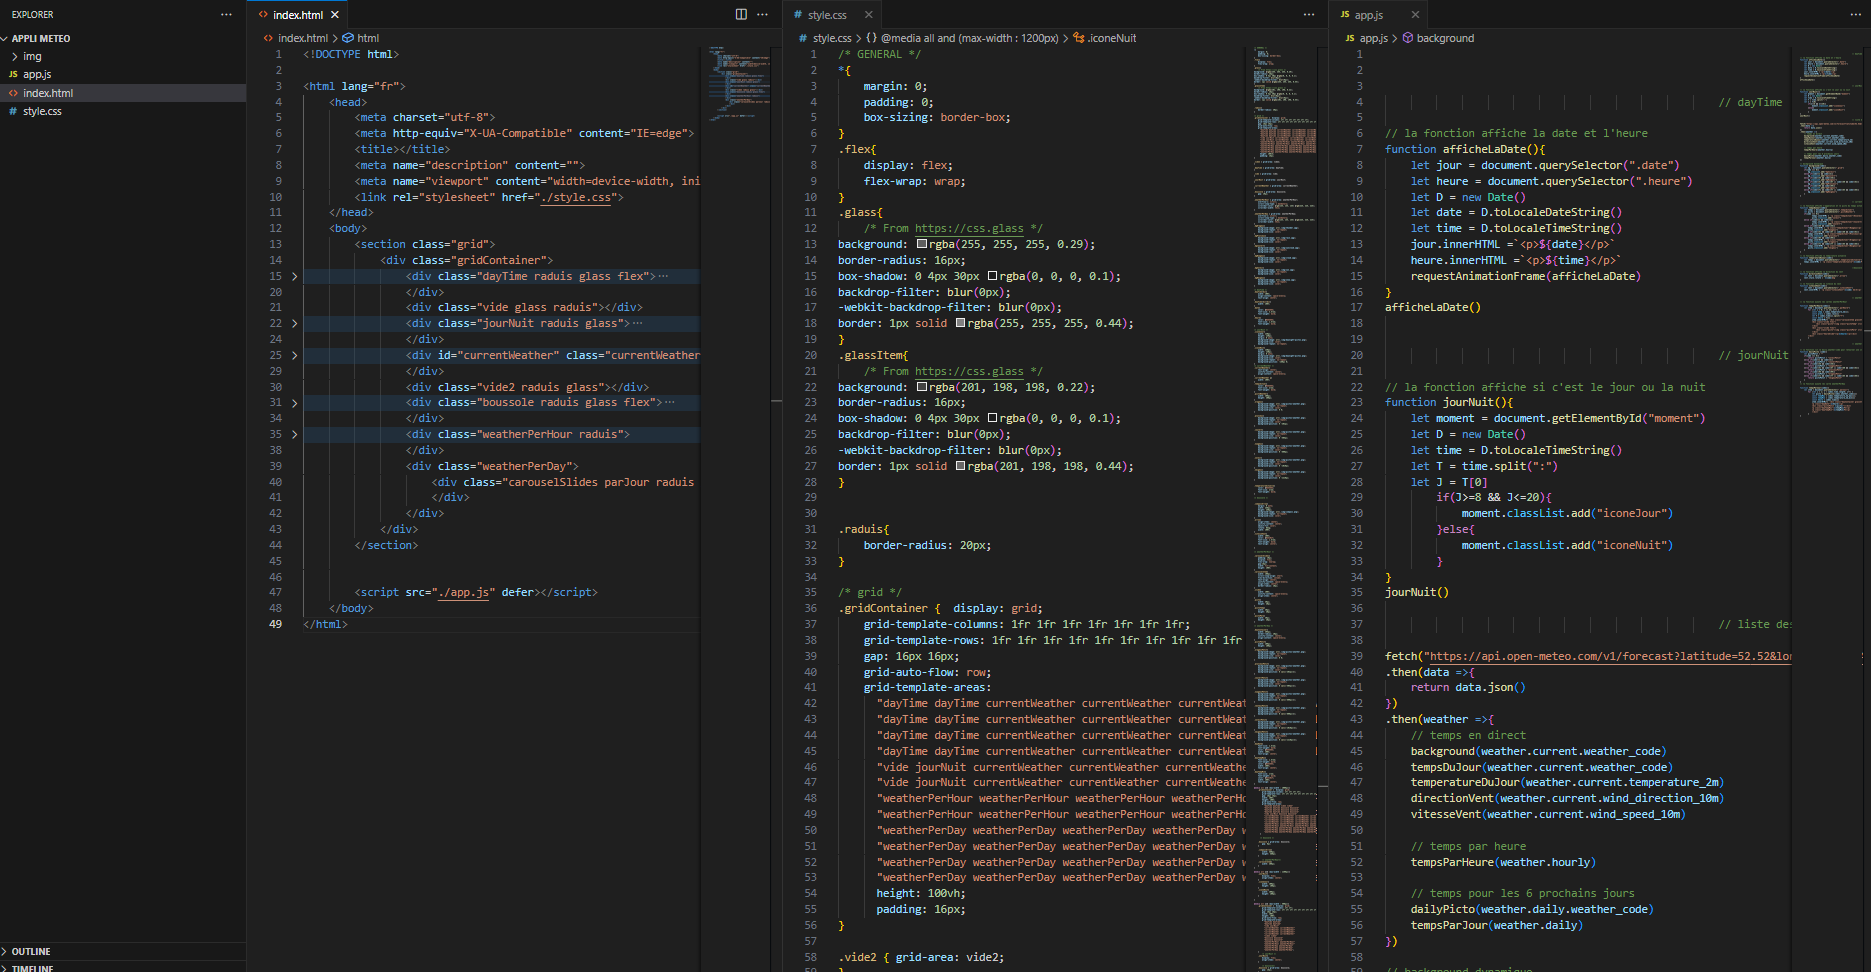 EXPLORER
APPLI METEO
img
JS app.js
<> index.html
# style.css
OUTLINE
TIMELINE
<> index.html
<> index.html > html
1 <!DOCTYPE html>
2
3 <html lang="fr">
4 <head>
5 <meta charset="utf-8">
6 <meta http-equiv="X-UA-Compatible" content="IE=edge">
7 <title></title>
8 <meta name="description" content="">
9 <meta name="viewport" content="width=device-width, ini
10 <link rel="stylesheet" href="./style.css">
11 </head>
12 <body>
13 <section class="grid">
14 <div class="gridContainer">
15 <div class="dayTime raduis glass flex">…
20 </div>
21 <div class="vide glass raduis"></div>
22 <div class="jourNuit raduis glass">…
24 </div>
25 <div id="currentWeather" class="currentWeather
29 </div>
30 <div class="vide2 raduis glass"></div>
31 <div class="boussole raduis glass flex">…
34 </div>
35 <div class="weatherPerHour raduis">
38 </div>
39 <div class="weatherPerDay">
40 <div class="carouselSlides parJour raduis
41 </div>
42 </div>
43 </div>
44 </section>
45
46
47 <script src="./app.js" defer></script>
48 </body>
49 </html>
# style.css
# style.css > {} @media all and (max-width : 1200px) > .iconeNuit
1 /* GENERAL */
2 *{
3 margin: 0;
4 padding: 0;
5 box-sizing: border-box;
6 }
7 .flex{
8 display: flex;
9 flex-wrap: wrap;
10 }
11 .glass{
12 /* From https://css.glass */
13 background: rgba(255, 255, 255, 0.29);
14 border-radius: 16px;
15 box-shadow: 0 4px 30px rgba(0, 0, 0, 0.1);
16 backdrop-filter: blur(0px);
17 -webkit-backdrop-filter: blur(0px);
18 border: 1px solid rgba(255, 255, 255, 0.44);
19 }
20 .glassItem{
21 /* From https://css.glass */
22 background: rgba(201, 198, 198, 0.22);
23 border-radius: 16px;
24 box-shadow: 0 4px 30px rgba(0, 0, 0, 0.1);
25 backdrop-filter: blur(0px);
26 -webkit-backdrop-filter: blur(0px);
27 border: 1px solid rgba(201, 198, 198, 0.44);
28 }
29
30
31 .raduis{
32 border-radius: 20px;
33 }
34
35 /* grid */
36 .gridContainer { display: grid;
37 grid-template-columns: 1fr 1fr 1fr 1fr 1fr 1fr 1fr;
38 grid-template-rows: 1fr 1fr 1fr 1fr 1fr 1fr 1fr 1fr 1fr 1fr
39 gap: 16px 16px;
40 grid-auto-flow: row;
41 grid-template-areas:
42 "dayTime dayTime currentWeather currentWeather currentWeat
43 "dayTime dayTime currentWeather currentWeather currentWeat
44 "dayTime dayTime currentWeather currentWeather currentWeat
45 "dayTime dayTime currentWeather currentWeather currentWeat
46 "vide jourNuit currentWeather currentWeather currentWeathe
47 "vide jourNuit currentWeather currentWeather currentWeathe
48 "weatherPerHour weatherPerHour weatherPerHour weatherPerHo
49 "weatherPerHour weatherPerHour weatherPerHour weatherPerHo
50 "weatherPerDay weatherPerDay weatherPerDay weatherPerDay w
51 "weatherPerDay weatherPerDay weatherPerDay weatherPerDay w
52 "weatherPerDay weatherPerDay weatherPerDay weatherPerDay w
53 "weatherPerDay weatherPerDay weatherPerDay weatherPerDay w
54 height: 100vh;
55 padding: 16px;
56 }
57
58 .vide2 { grid-area: vide2;
JS app.js
JS app.js > background
1
2
3
4 // dayTime
5
6 // la fonction affiche la date et l'heure
7 function afficheLaDate(){
8 let jour = document.querySelector(".date")
9 let heure = document.querySelector(".heure")
10 let D = new Date()
11 let date = D.toLocaleDateString()
12 let time = D.toLocaleTimeString()
13 jour.innerHTML =`<p>${date}</p>`
14 heure.innerHTML =`<p>${time}</p>`
15 requestAnimationFrame(afficheLaDate)
16 }
17 afficheLaDate()
18
19
20 // jourNuit
21
22 // la fonction affiche si c'est le jour ou la nuit
23 function jourNuit(){
24 let moment = document.getElementById("moment")
25 let D = new Date()
26 let time = D.toLocaleTimeString()
27 let T = time.split(":")
28 let J = T[0]
29 if(J>=8 && J<=20){
30 moment.classList.add("iconeJour")
31 }else{
32 moment.classList.add("iconeNuit")
33 }
34 }
35 jourNuit()
36
37 // liste des
38
39 fetch("https://api.open-meteo.com/v1/forecast?latitude=52.52&lo
40 .then(data =>{
41 return data.json()
42 })
43 .then(weather =>{
44 // temps en direct
45 background(weather.current.weather_code)
46 tempsDuJour(weather.current.weather_code)
47 temperatureDuJour(weather.current.temperature_2m)
48 directionVent(weather.current.wind_direction_10m)
49 vitesseVent(weather.current.wind_speed_10m)
50
51 // temps par heure
52 tempsParHeure(weather.hourly)
53
54 // temps pour les 6 prochains jours
55 dailyPicto(weather.daily.weather_code)
56 tempsParJour(weather.daily)
57 })
58